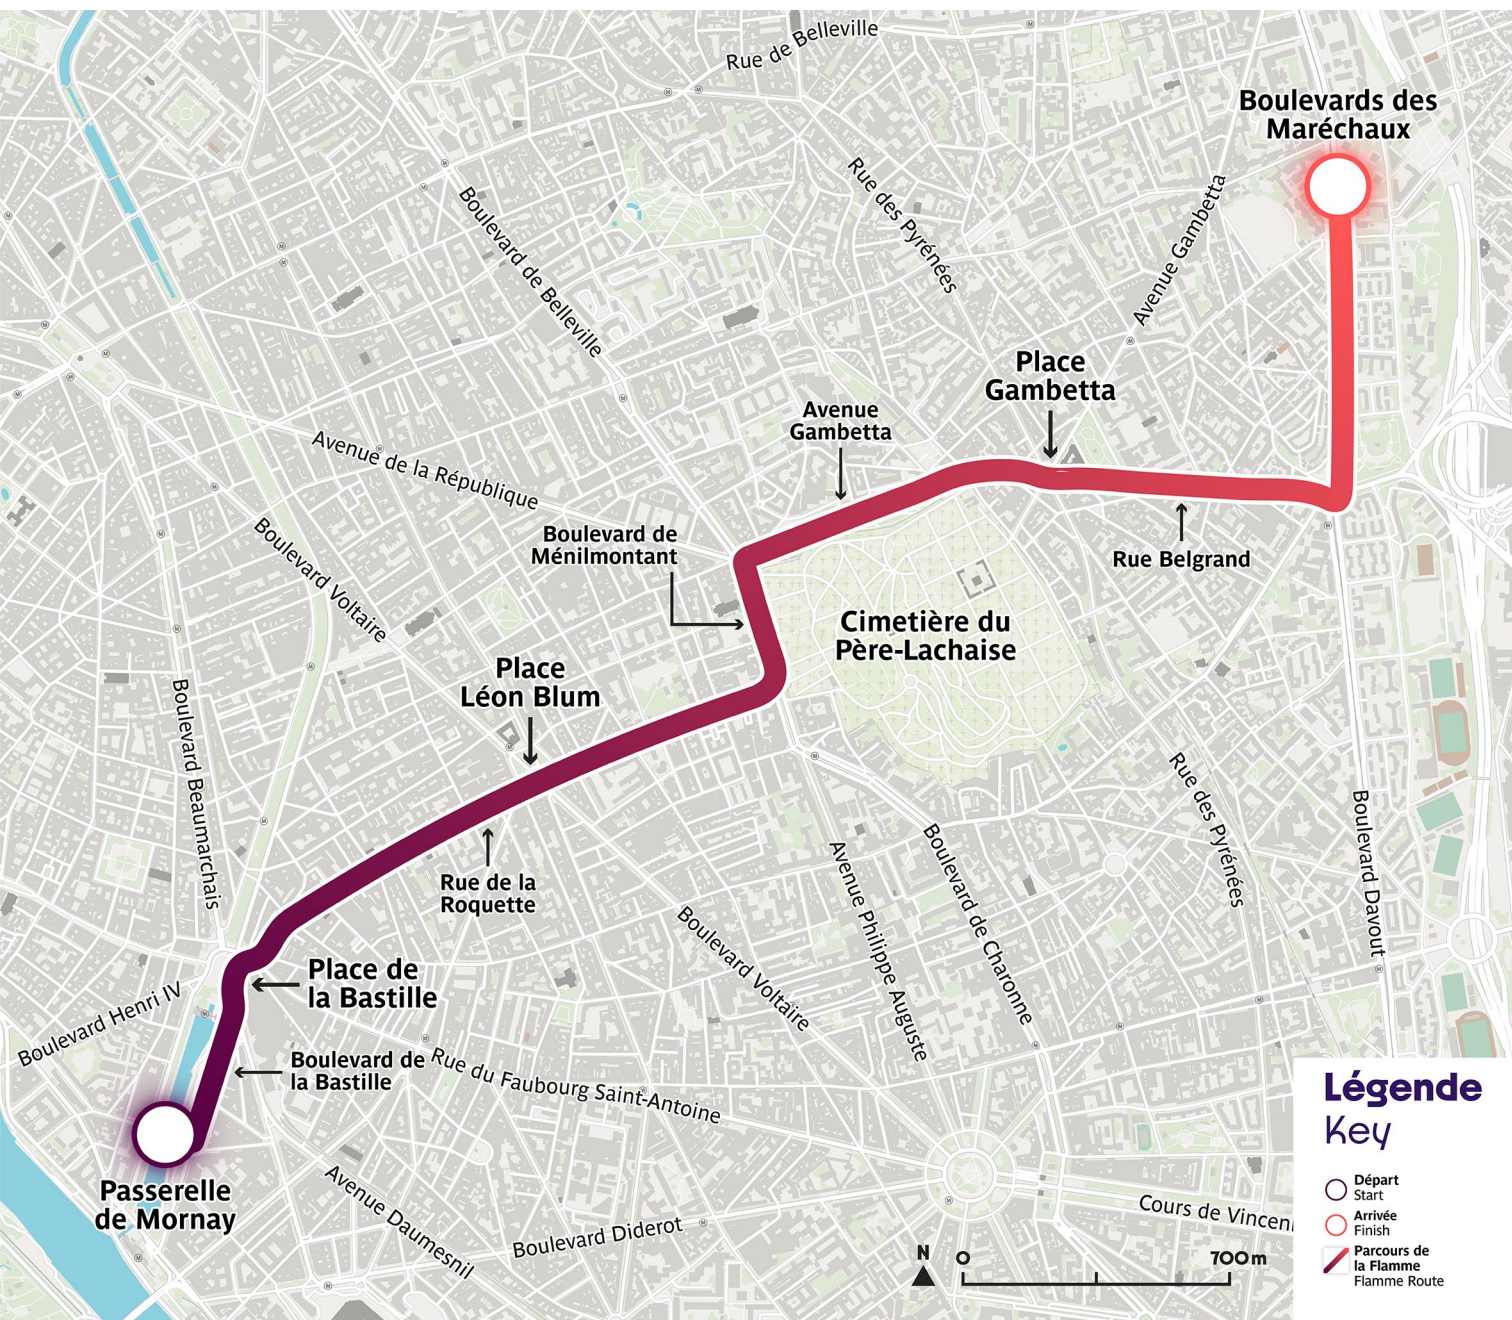 Rue de Belleville
Boulevards des
Maréchaux
Rue des Pyrénées
Avenue Gambetta
Boulevard de Belleville
Place
Gambetta
Avenue
Gambetta
Avenue de la République
Boulevard de
Ménilmontant
Rue Belgrand
Boulevard Voltaire
Cimetière du
Père-Lachaise
Place
Léon Blum
Boulevard Beaumarchais
Rue des Pyrénées
Boulevard Davout
Rue de la
Roquette
Avenue Philippe Auguste
Boulevard de Charonne
Boulevard Voltaire
Place de
la Bastille
Boulevard Henri IV
Boulevard de
la Bastille
Rue du Faubourg Saint-Antoine
Passerelle
de Mornay
Avenue Daumesnil
Boulevard Diderot
Cours de Vincen
N
0
700m
Légende
Key
Départ
Start
Arrivée
Finish
Parcours de
la Flamme
Flamme Route